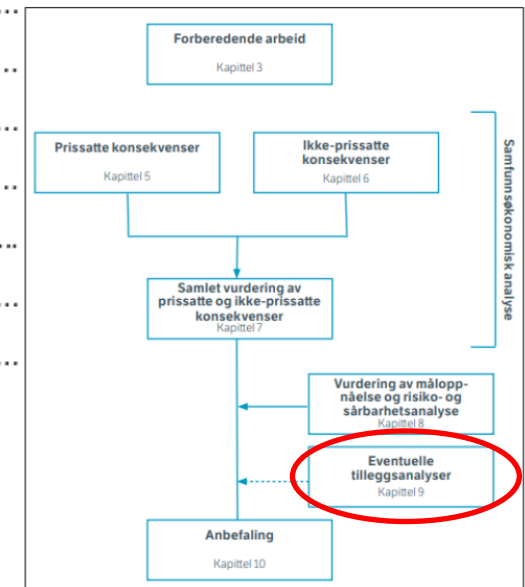 Forberedende arbeid
Kapittel 3
Prissatte konsekvenser
Kapittel 5
Ikke-prissatte
konsekvenser
Kapittel 6
Samfunnsøkonomisk analyse
Samlet vurdering av
prissatte og ikke-prissatte
konsekvenser
Kapittel 7
Vurdering av målopp-
nåelse og risiko- og
sårbarhetsanalyse
Kapittel 8
Eventuelle
tilleggsanalyser
Kapittel 9
Anbefaling
Kapittel 10